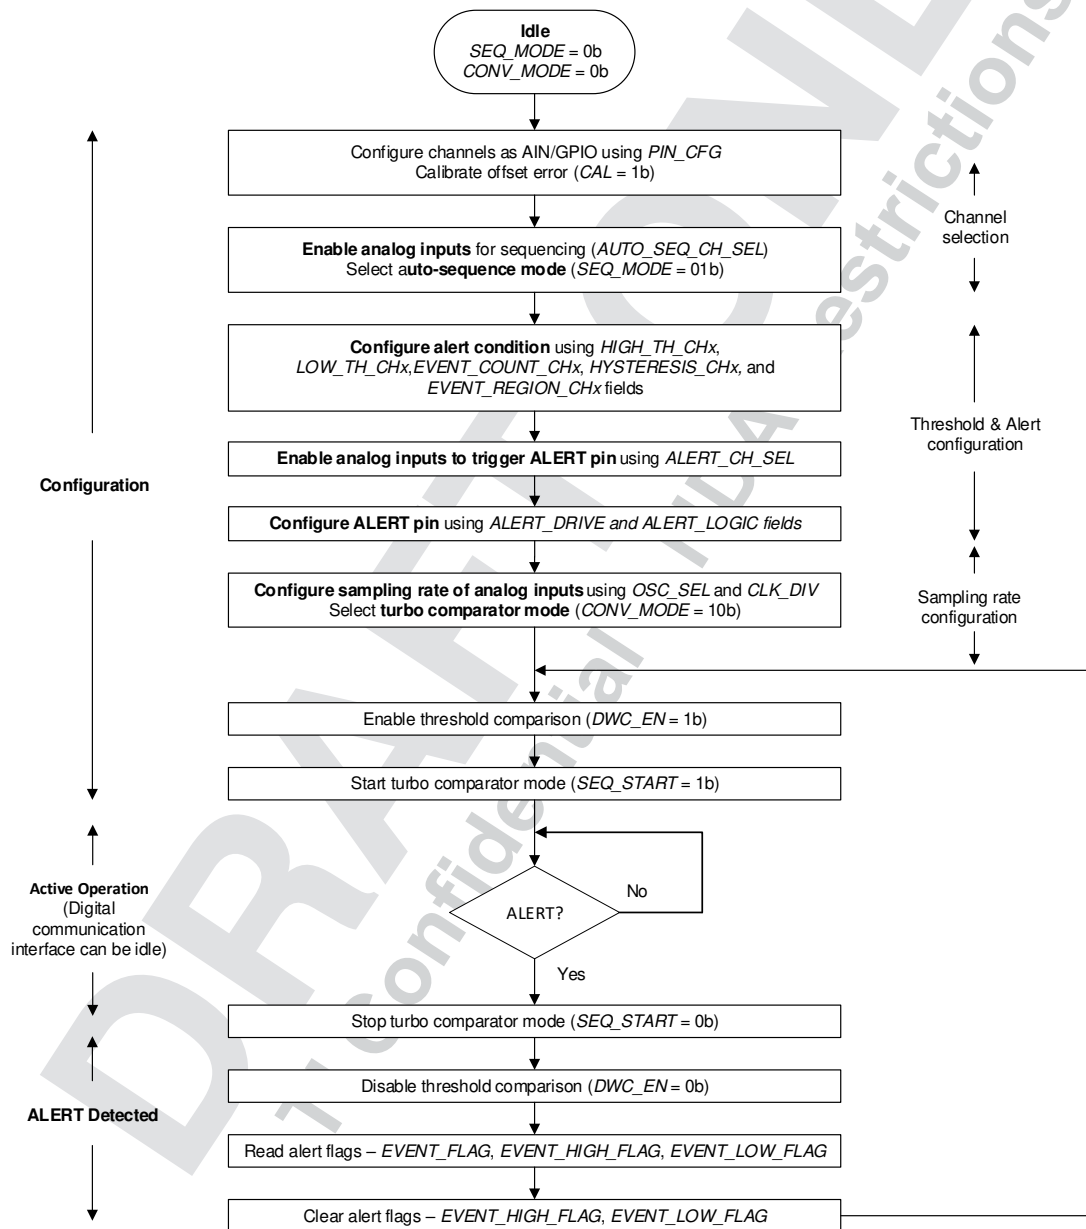 Idle
SEQ_MODE = 0b
CONV_MODE = 0b
Configure channels as AIN/GPIO using PIN_CFG
Calibrate offset error (CAL = 1b)
Channel
selection
Enable analog inputs for sequencing (AUTO_SEQ_CH_SEL)
Select auto-sequence mode (SEQ_MODE = 01b)
Configure alert condition using HIGH_TH_CHx,
LOW_TH_CHx,EVENT_COUNT_CHx, HYSTERESIS_CHx, and
EVENT_REGION_CHx fields
Threshold & Alert
configuration
Enable analog inputs to trigger ALERT pin using ALERT_CH_SEL
Configuration
Configure ALERT pin using ALERT_DRIVE and ALERT_LOGIC fields
Configure sampling rate of analog inputs using OSC_SEL and CLK_DIV
Select turbo comparator mode (CONV_MODE = 10b)
Sampling rate
configuration
Enable threshold comparison (DWC_EN = 1b)
Start turbo comparator mode (SEQ_START = 1b)
Active Operation
(Digital
communication
interface can be idle)
ALERT?
No
Yes
Stop turbo comparator mode (SEQ_START = 0b)
Disable threshold comparison (DWC_EN = 0b)
ALERT Detected
Read alert flags – EVENT_FLAG, EVENT_HIGH_FLAG, EVENT_LOW_FLAG
Clear alert flags – EVENT_HIGH_FLAG, EVENT_LOW_FLAG
DRAFT ONL
TI Confidential NDA Restrictions